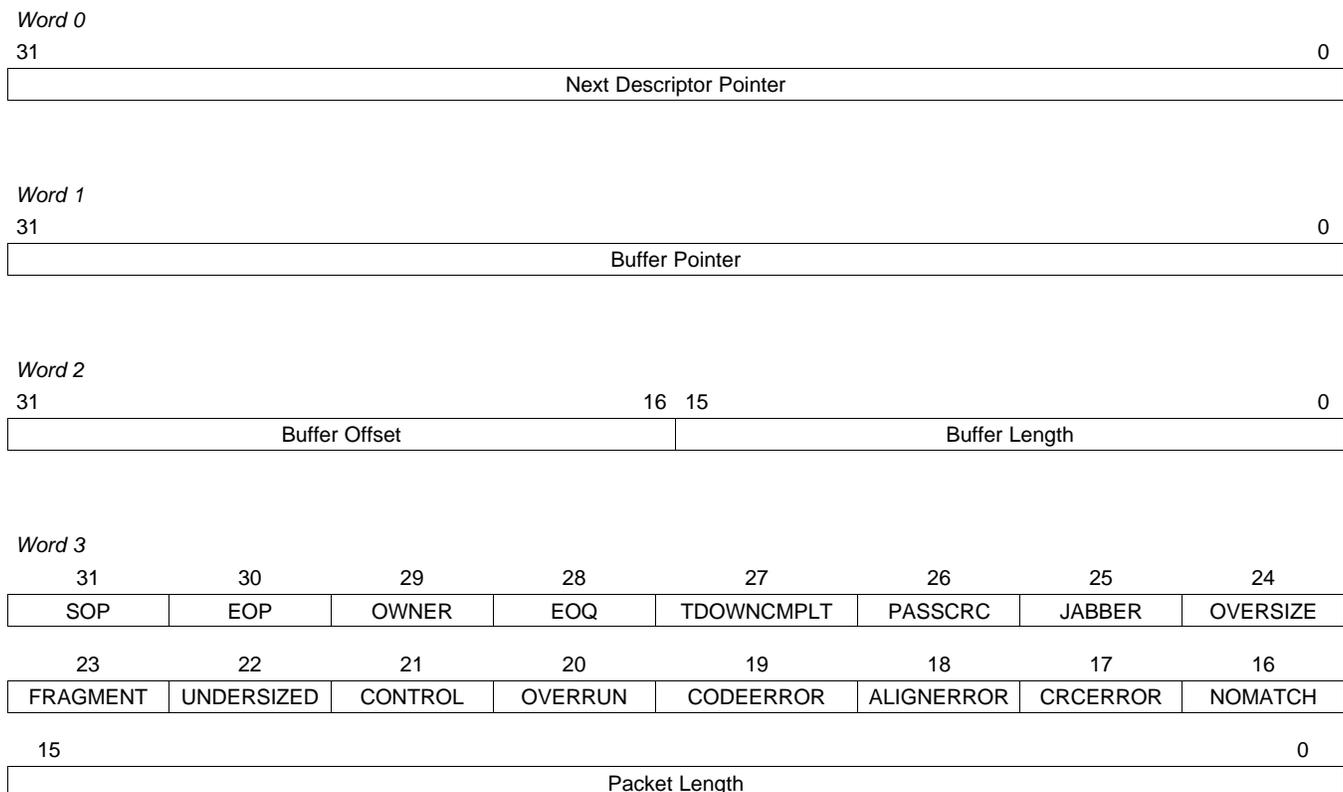 Word 0
31 0
Next Descriptor Pointer
Word 1
31 0
Buffer Pointer
Word 2
31 16 15 0
Buffer Offset Buffer Length
Word 3
31 30 29 28 27 26 25 24
SOP EOP OWNER EOQ TDOWNCMPLT PASSCRC JABBER OVERSIZE
23 22 21 20 19 18 17 16
FRAGMENT UNDERSIZED CONTROL OVERRUN CODEERROR ALIGNERROR CRCERROR NOMATCH
15 0
Packet Length